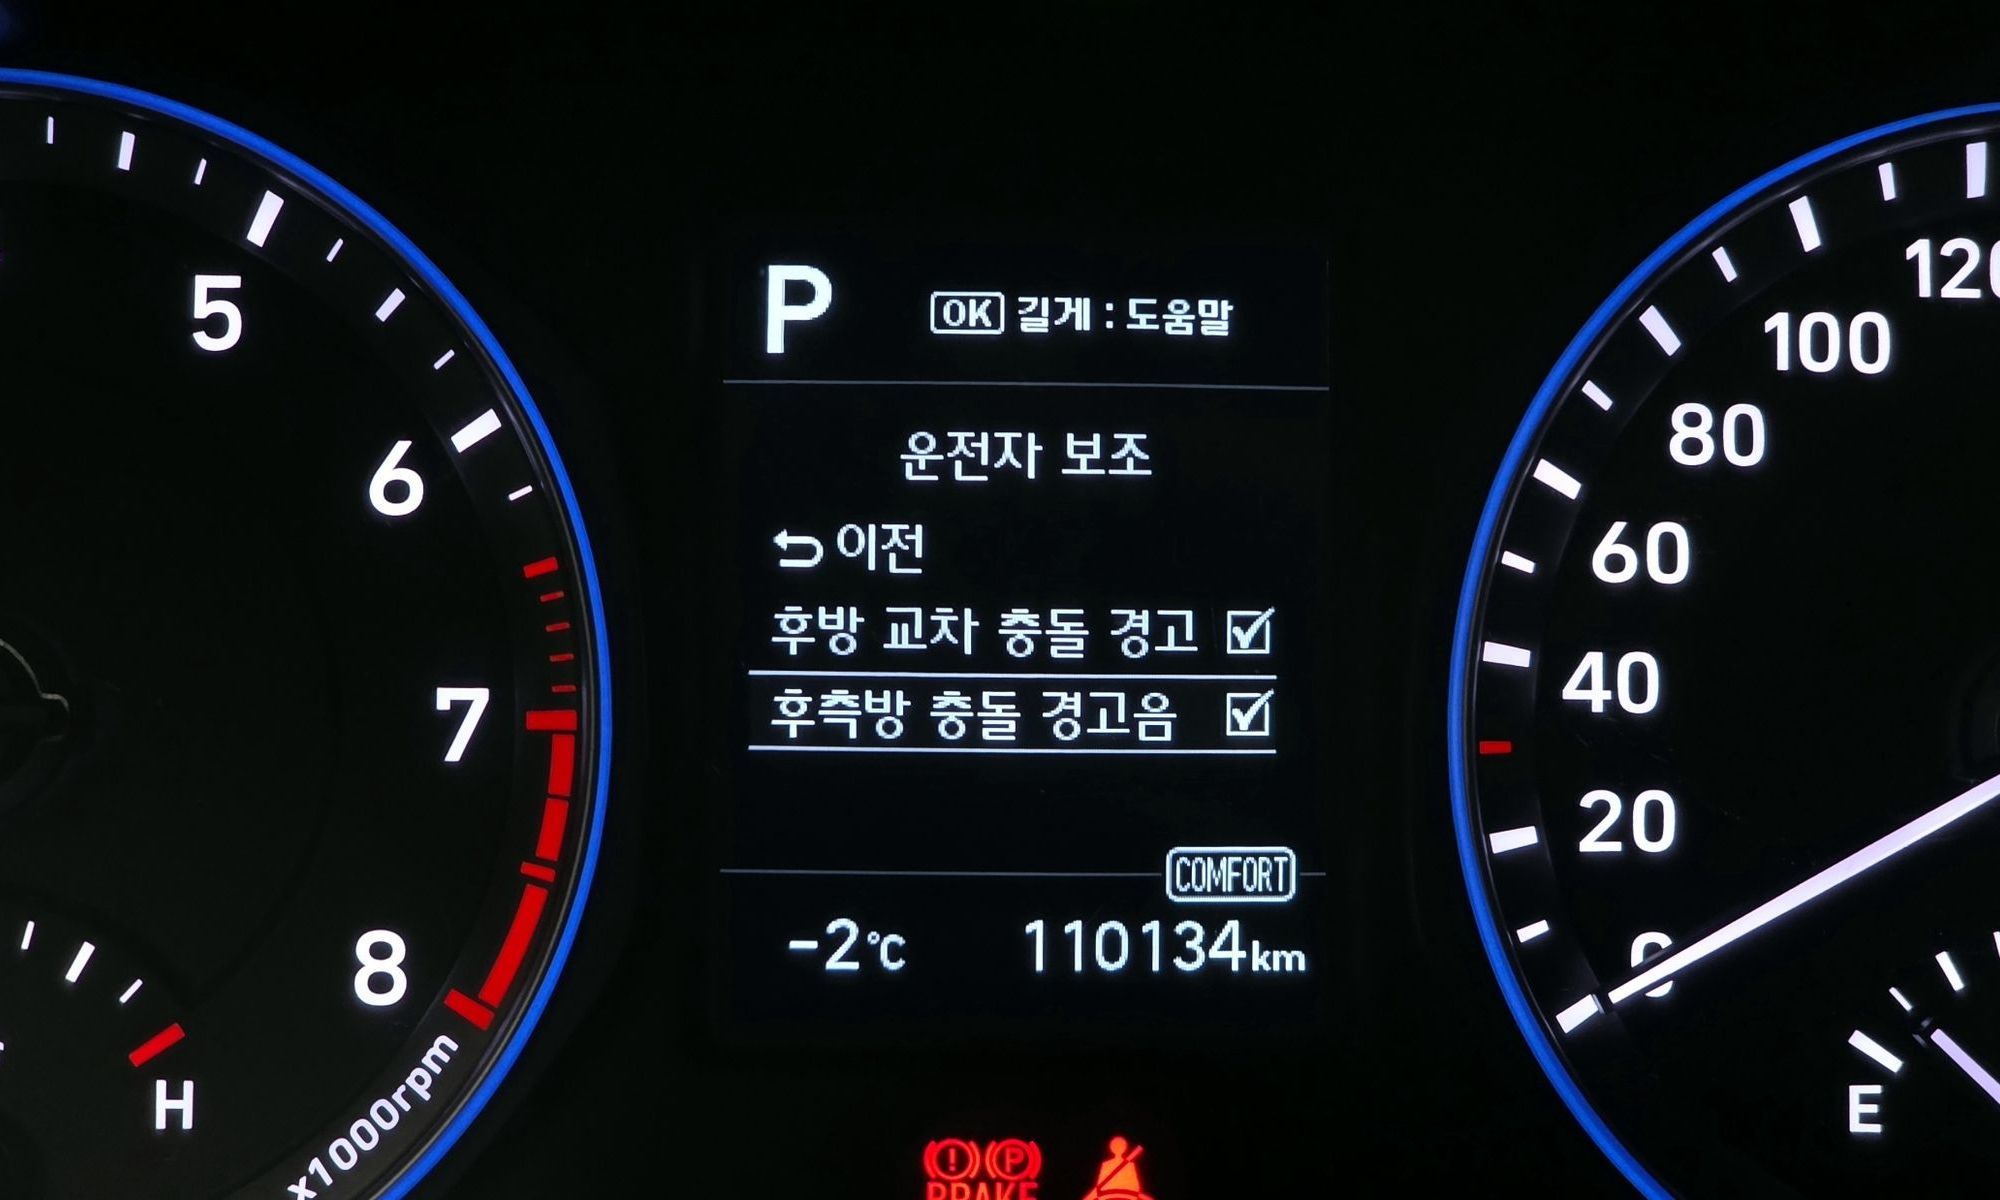 P
OK 길게 : 도움말
운전자 보조
이전
후방 교차 충돌 경고
후측방 충돌 경고음
COMFORT
-2°C 110134km
5
6
7
8
x1000rpm
H
120
100
80
60
40
20
0
E
BRAKE